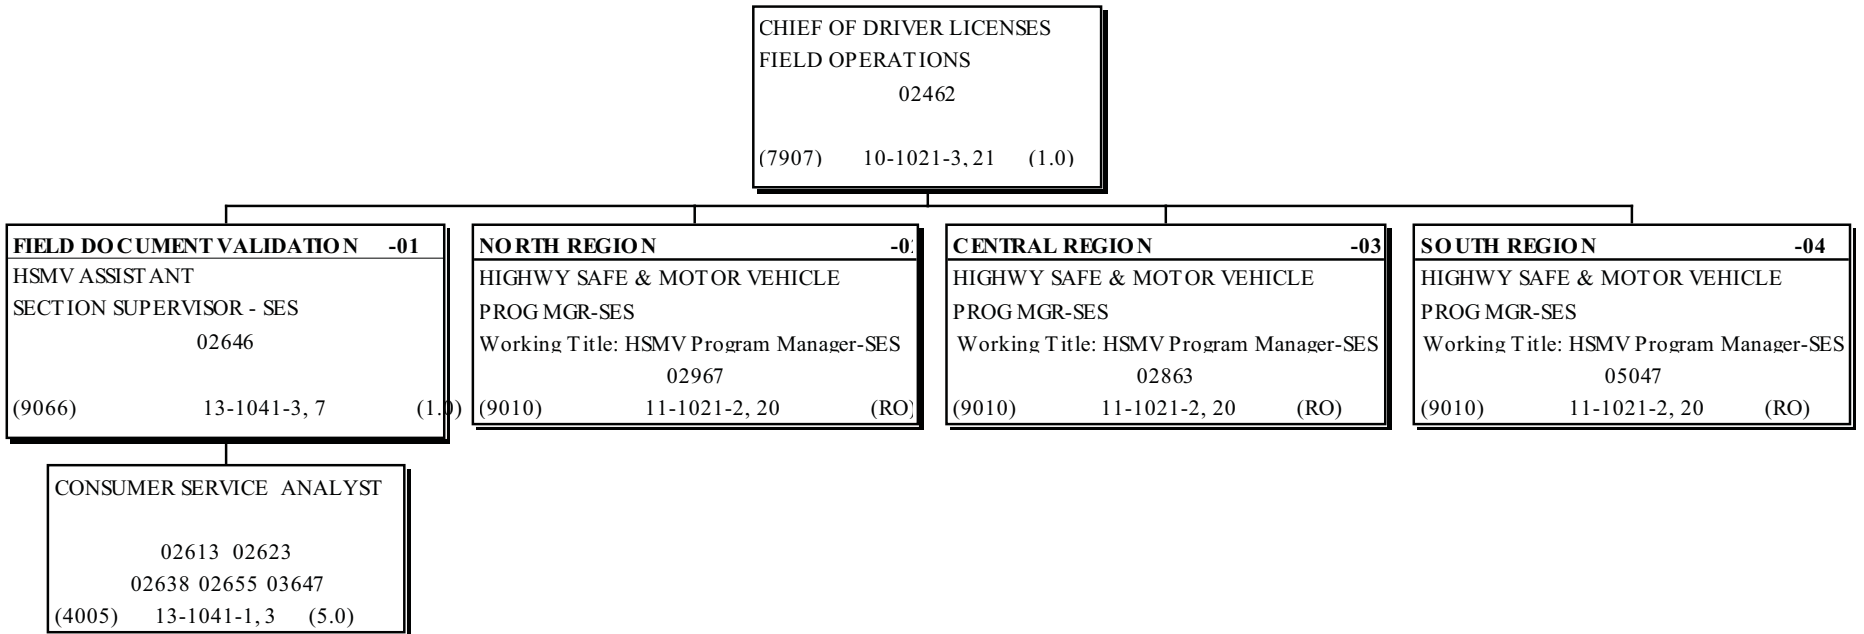 CHIEF OF DRIVER LICENSES
FIELD OPERATIONS
02462
(7907) 10-1021-3, 21 (1.0)
FIELD DOCUMENT VALIDATION -01
HSMV ASSISTANT
SECTION SUPERVISOR - SES
02646
(9066) 13-1041-3, 7 (1.0)
CONSUMER SERVICE ANALYST
02613 02623
02638 02655 03647
(4005) 13-1041-1, 3 (5.0)
NORTH REGION
HIGHWY SAFE & MOTOR VEHICLE
PROG MGR-SES
Working Title: HSMV Program Manager-SES
02967
(9010) 11-1021-2, 20 (RO)
CENTRAL REGION -03
HIGHWY SAFE & MOTOR VEHICLE
PROG MGR-SES
Working Title: HSMV Program Manager-SES
02863
(9010) 11-1021-2, 20 (RO)
SOUTH REGION -04
HIGHWY SAFE & MOTOR VEHICLE
PROG MGR-SES
Working Title: HSMV Program Manager-SES
05047
(9010) 11-1021-2, 20 (RO)